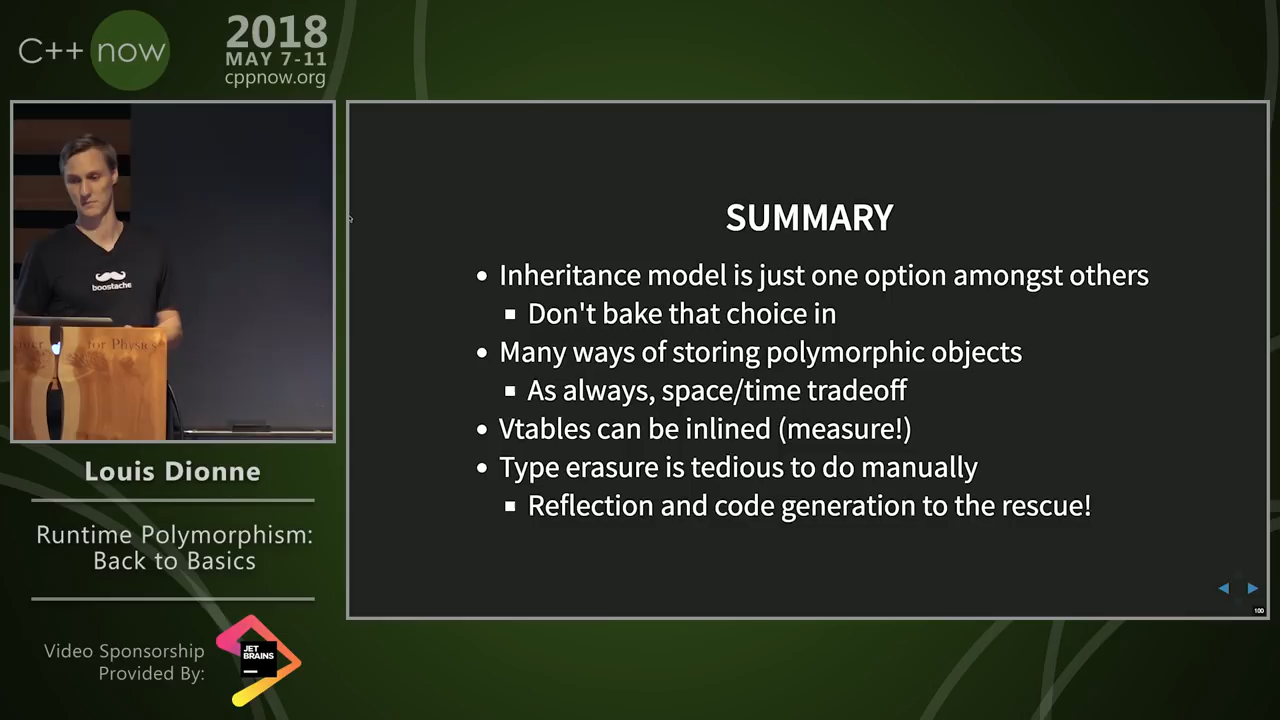 C++ now
2018
MAY 7-11
cppnow.org
boostache
for Physics
Louis Dionne
Runtime Polymorphism:
Back to Basics
Video Sponsorship
Provided By:
JET
BRAINS
SUMMARY
• Inheritance model is just one option amongst others
▪ Don't bake that choice in
• Many ways of storing polymorphic objects
▪ As always, space/time tradeoff
• Vtables can be inlined (measure!)
• Type erasure is tedious to do manually
▪ Reflection and code generation to the rescue!
100